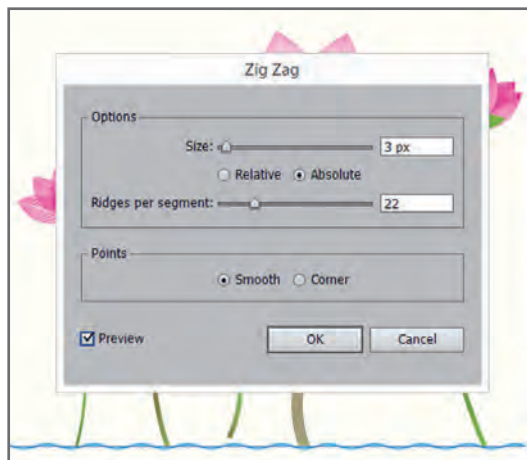 Zig Zag
Options
Size: 3 px
Relative Absolute
Ridges per segment: 22
Points
Smooth Corner
Preview OK Cancel